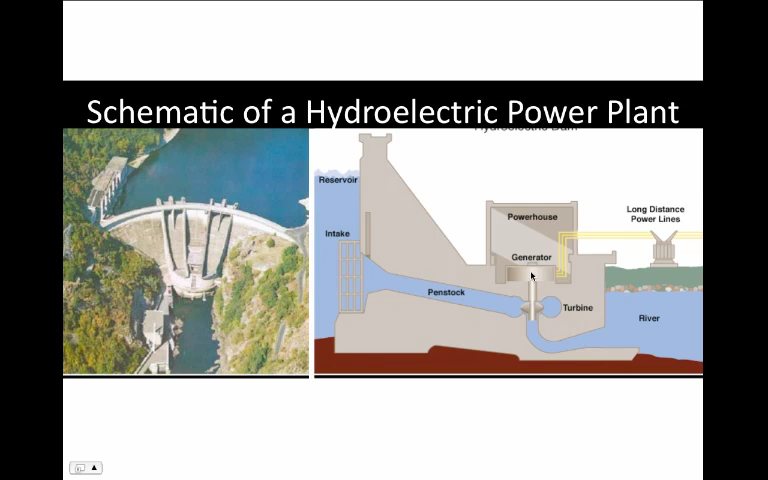 Schematic of a Hydroelectric Power Plant
Hydroelectric Dam
Reservoir
Intake
Powerhouse
Generator
Penstock
Turbine
Long Distance
Power Lines
River